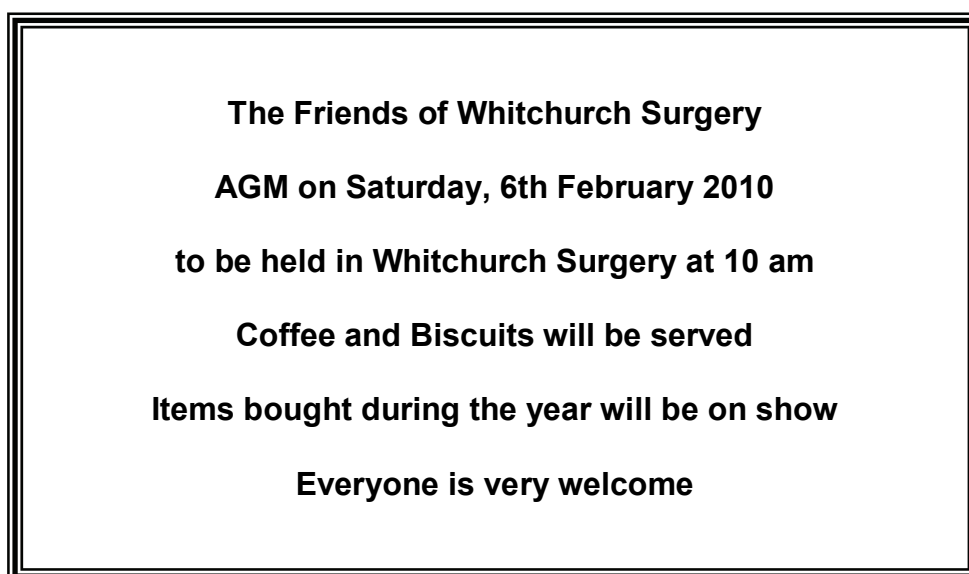 The Friends of Whitchurch Surgery
AGM on Saturday, 6th February 2010
to be held in Whitchurch Surgery at 10 am
Coffee and Biscuits will be served
Items bought during the year will be on show
Everyone is very welcome